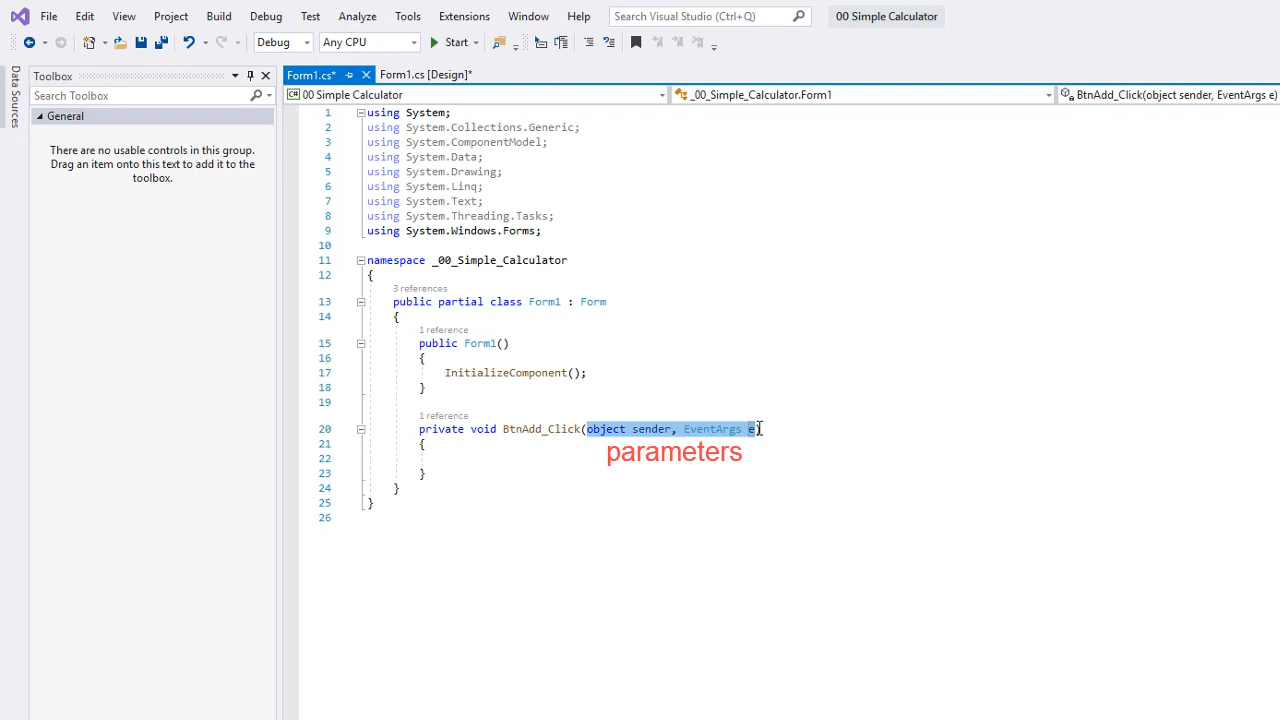 File Edit View Project Build Debug Test Analyze Tools Extensions Window Help Search Visual Studio (Ctrl+Q) 00 Simple Calculator
Debug Any CPU Start
Data Sources
Toolbox
Search Toolbox
General
There are no usable controls in this group.
Drag an item onto this text to add it to the
toolbox.
Form1.cs* Form1.cs [Design]*
00 Simple Calculator _00_Simple_Calculator.Form1 BtnAdd_Click(object sender, EventArgs e)
1 using System;
2 using System.Collections.Generic;
3 using System.ComponentModel;
4 using System.Data;
5 using System.Drawing;
6 using System.Linq;
7 using System.Text;
8 using System.Threading.Tasks;
9 using System.Windows.Forms;
10
11 namespace _00_Simple_Calculator
12 {
3 references
13 public partial class Form1 : Form
14 {
1 reference
15 public Form1()
16 {
17 InitializeComponent();
18 }
19
1 reference
20 private void BtnAdd_Click(object sender, EventArgs e)
21 {
parameters
22
23 }
24 }
25 }
26